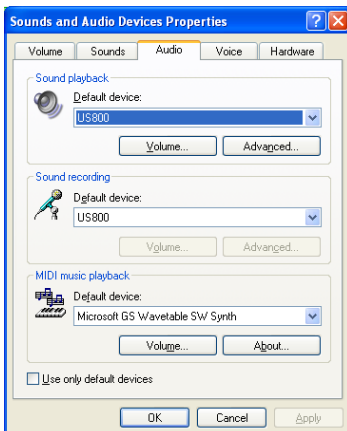 Sounds and Audio Devices Properties
Volume Sounds Audio Voice Hardware
Sound playback
Default device:
US800
Volume... Advanced...
Sound recording
Default device:
US800
Volume... Advanced...
MIDI music playback
Default device:
Microsoft GS Wavetable SW Synth
Volume... About...
Use only default devices
OK Cancel Apply